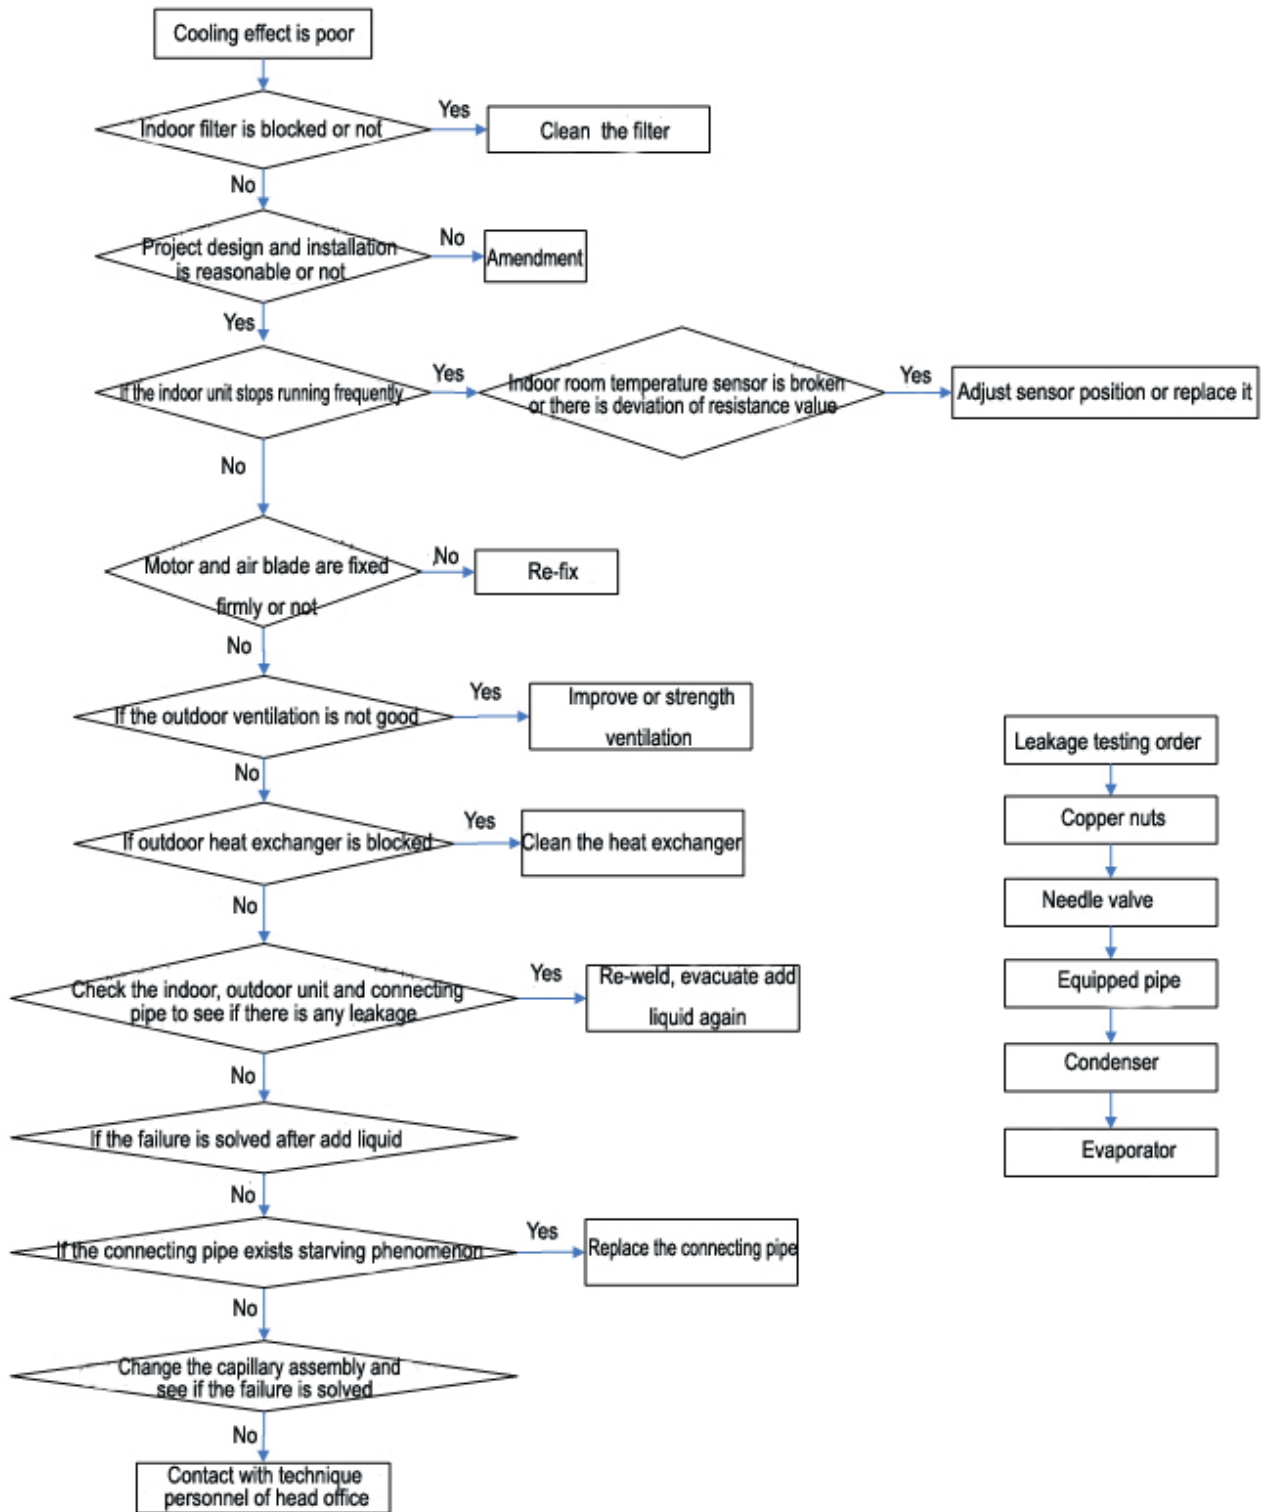 Cooling effect is poor
Indoor filter is blocked or not
Yes
Clean the filter
No
Project design and installation
is reasonable or not
No
Amendment
Yes
If the indoor unit stops running frequently
Yes
Indoor room temperature sensor is broken
or there is deviation of resistance value
Yes
Adjust sensor position or replace it
No
Motor and air blade are fixed
firmly or not
No
Re-fix
No
If the outdoor ventilation is not good
Yes
Improve or strength
ventilation
No
If outdoor heat exchanger is blocked
Yes
Clean the heat exchanger
No
Check the indoor, outdoor unit and connecting
pipe to see if there is any leakage
Yes
Re-weld, evacuate add
liquid again
No
If the failure is solved after add liquid
No
If the connecting pipe exists starving phenomenon
Yes
Replace the connecting pipe
No
Change the capillary assembly and
see if the failure is solved
No
Contact with technique
personnel of head office
Leakage testing order
Copper nuts
Needle valve
Equipped pipe
Condenser
Evaporator